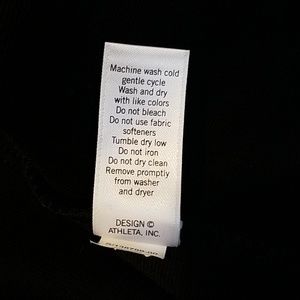 Machine wash cold
gentle cycle
Wash and dry
with like colors
Do not bleach
Do not use fabric
softeners
Tumble dry low
Do not iron
Do not dry clean
Remove promptly
from washer
and dryer
DESIGN ©
ATHLETA, INC.